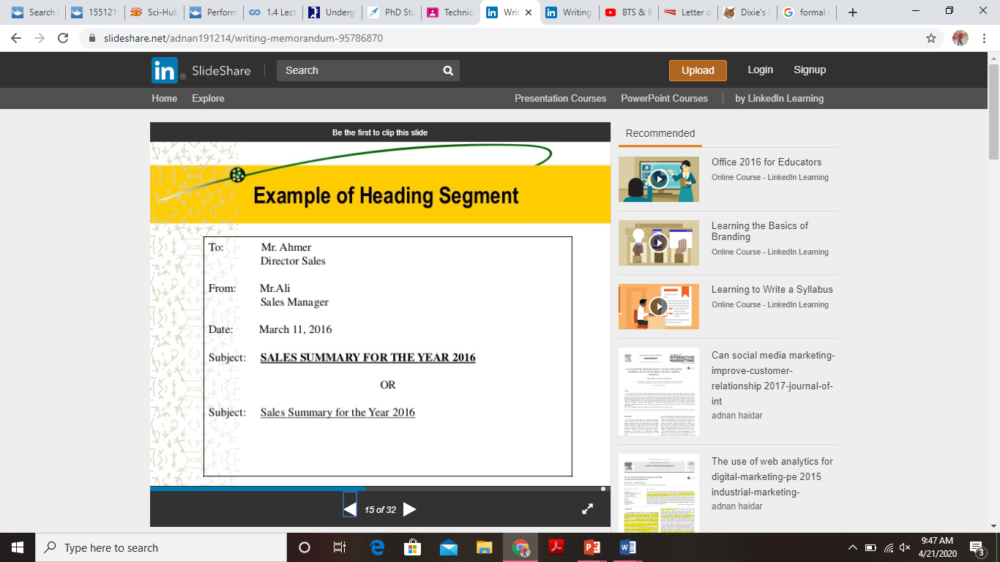 Search
155121
Sci-Hub
Perform
1.4 Lect
Underg
PhD Stu
Technic
Writ
Writing
BTS & B
Letter o
Dixie's F
formal
slideshare.net/adnan191214/writing-memorandum-95786870
in SlideShare
Search
Upload
Login
Signup
Home
Explore
Presentation Courses
PowerPoint Courses
by LinkedIn Learning
Be the first to clip this slide
Example of Heading Segment
To: Mr. Ahmer
Director Sales
From: Mr.Ali
Sales Manager
Date: March 11, 2016
Subject: SALES SUMMARY FOR THE YEAR 2016
OR
Subject: Sales Summary for the Year 2016
15 of 32
Recommended
Office 2016 for Educators
Online Course - LinkedIn Learning
Learning the Basics of
Branding
Online Course - LinkedIn Learning
Learning to Write a Syllabus
Online Course - LinkedIn Learning
Can social media marketing-
improve-customer-
relationship 2017-journal-of-
int
adnan haidar
The use of web analytics for
digital-marketing-pe 2015
industrial-marketing-
adnan haidar
Type here to search
9:47 AM
4/21/2020
3